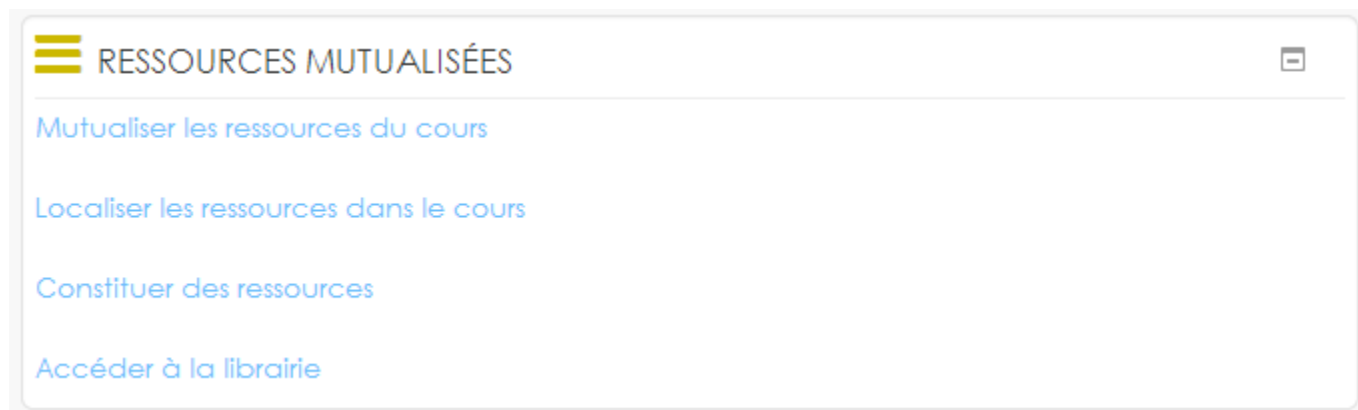 RESSOURCES MUTUALISÉES
Mutualiser les ressources du cours
Localiser les ressources dans le cours
Constituer des ressources
Accéder à la librairie